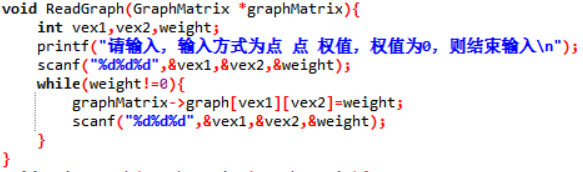 void ReadGraph(GraphMatrix *graphMatrix){
int vex1,vex2,weight;
printf("请输入，输入方式为点 点 权值，权值为0，则结束输入\n");
scanf("%d%d%d",&vex1,&vex2,&weight);
while(weight!=0){
graphMatrix->graph[vex1][vex2]=weight;
scanf("%d%d%d",&vex1,&vex2,&weight);
}
}